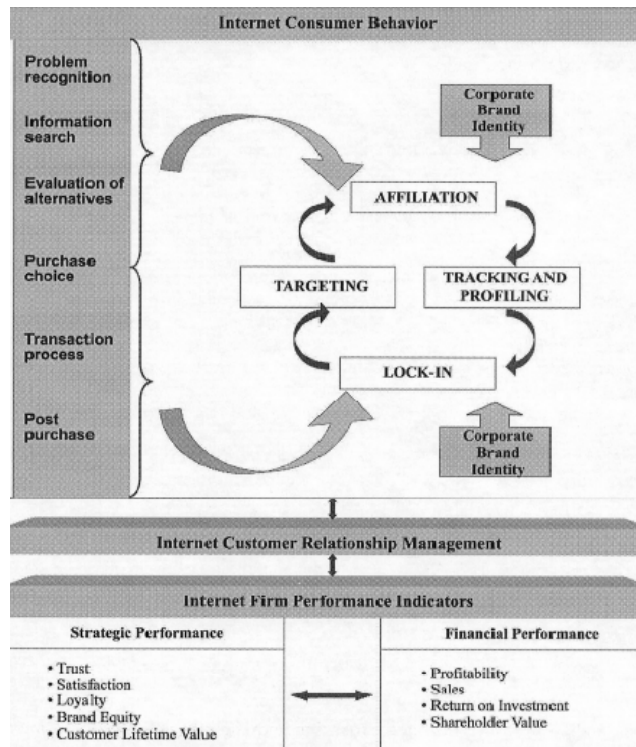 Internet Consumer Behavior
Problem
recognition
Information
search
Evaluation of
alternatives
Purchase
choice
Transaction
process
Post
purchase
Corporate
Brand
Identity
AFFILIATION
TARGETING
TRACKING AND
PROFILING
LOCK-IN
Corporate
Brand
Identity
Internet Customer Relationship Management
Internet Firm Performance Indicators
Strategic Performance
• Trust
• Satisfaction
• Loyalty
• Brand Equity
• Customer Lifetime Value
Financial Performance
• Profitability
• Sales
• Return on Investment
• Shareholder Value